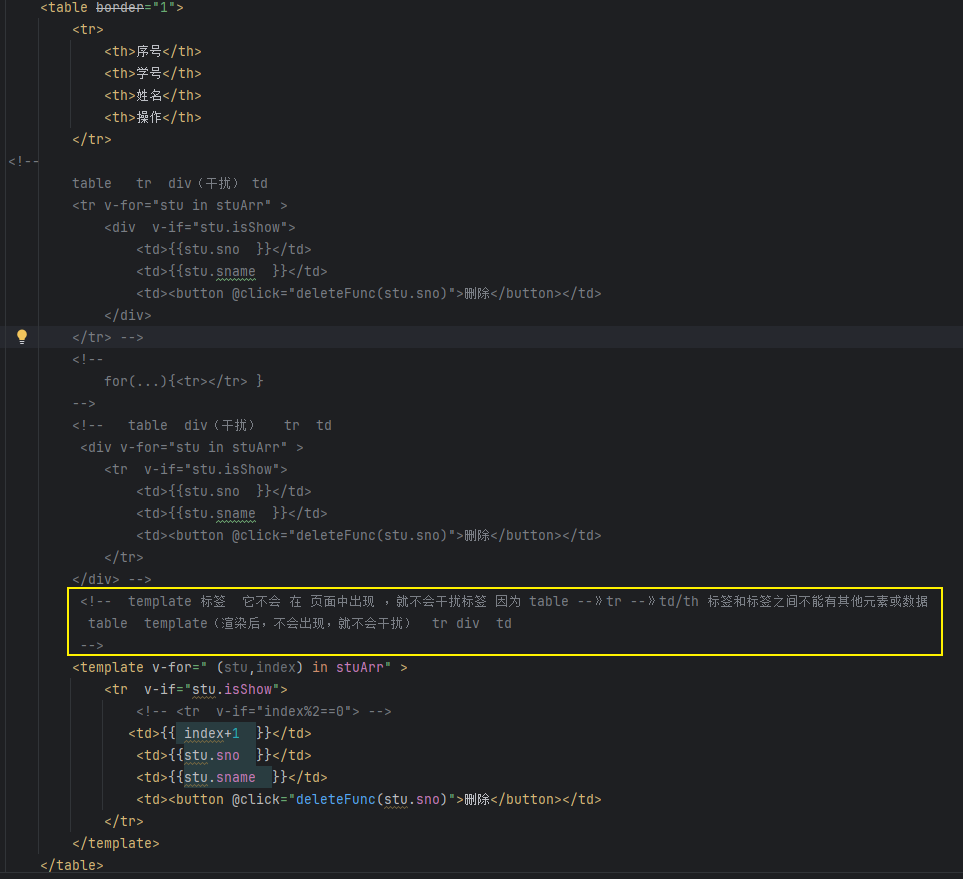 <table border="1">
<tr>
<th>序号</th>
<th>学号</th>
<th>姓名</th>
<th>操作</th>
</tr>
<!--
table   tr  div（干扰） td
<tr v-for="stu in stuArr" >
<div  v-if="stu.isShow">
<td>{{stu.sno  }}</td>
<td>{{stu.sname  }}</td>
<td><button @click="deleteFunc(stu.sno)">删除</button></td>
</div>
</tr> -->
<!--
for(...){<tr></tr> }
-->
<!--   table  div（干扰）   tr  td
<div v-for="stu in stuArr" >
<tr  v-if="stu.isShow">
<td>{{stu.sno  }}</td>
<td>{{stu.sname  }}</td>
<td><button @click="deleteFunc(stu.sno)">删除</button></td>
</tr>
</div> -->
<!--  template 标签  它不会 在 页面中出现 ，就不会干扰标签 因为 table --》tr --》td/th 标签和标签之间不能有其他元素或数据
table  template（渲染后，不会出现，就不会干扰）  tr div  td
-->
<template v-for=" (stu,index) in stuArr" >
<tr  v-if="stu.isShow">
<!-- <tr  v-if="index%2==0"> -->
<td>{{ index+1  }}</td>
<td>{{stu.sno  }}</td>
<td>{{stu.sname  }}</td>
<td><button @click="deleteFunc(stu.sno)">删除</button></td>
</tr>
</template>
</table>